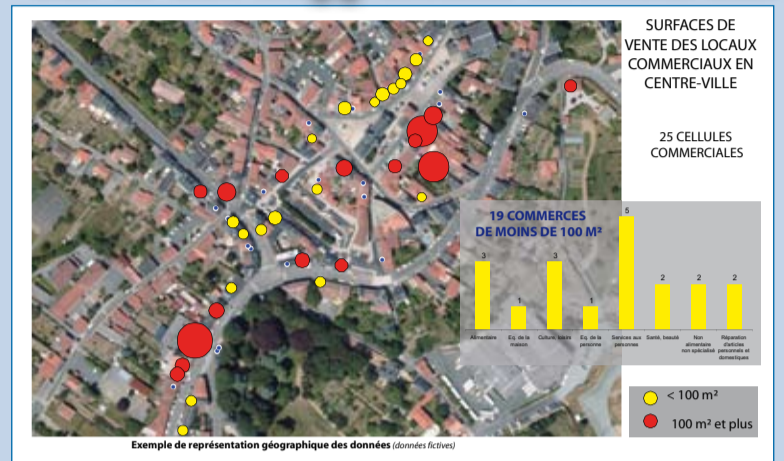 SURFACES DE
VENTE DES LOCAUX
COMMERCIAUX EN
CENTRE-VILLE
25 CELLULES
COMMERCIALES
19 COMMERCES
DE MOINS DE 100 M²
3
1
3
1
5
2
2
2
Alimentaire
Eq. de la
maison
Culture, loisirs
Eq. de la
personne
Services aux
personnes
Santé, beauté
Non
alimentaire
non spécialisé
Réparation
d'articles
personnels et
domestiques
< 100 m²
100 m² et plus
Exemple de représentation géographique des données (données fictives)